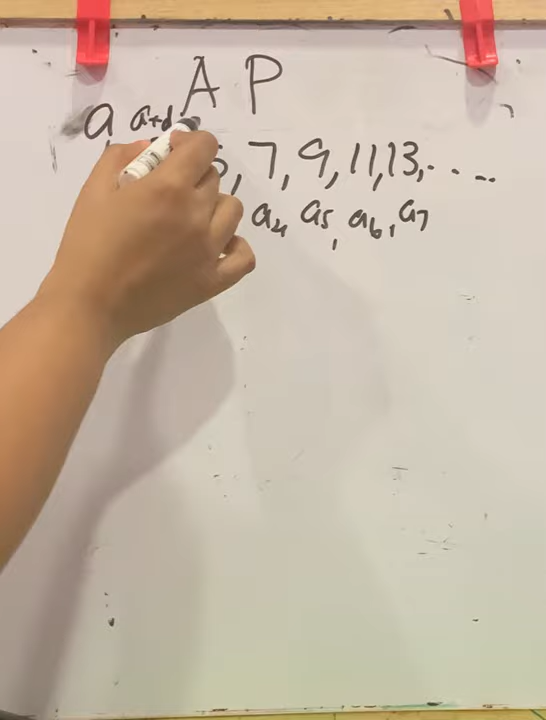 A P
a, a+d
5, 7, 9, 11, 13, . . . .
a4, a5, a6, a7